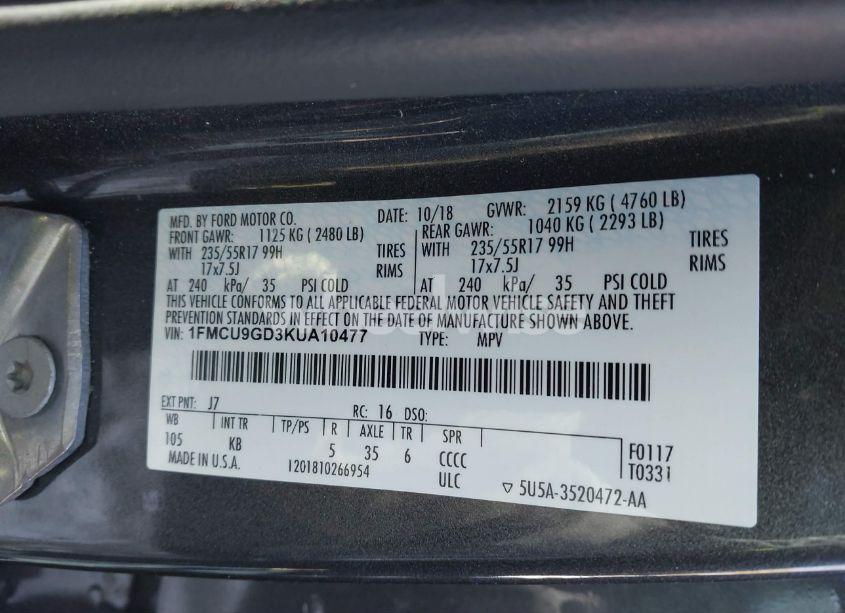 MFD. BY FORD MOTOR CO. DATE: 10/18 GVWR: 2159 KG ( 4760 LB)
FRONT GAWR: 1125 KG ( 2480 LB) REAR GAWR: 1040 KG ( 2293 LB)
WITH 235/55R17 99H TIRES WITH 235/55R17 99H TIRES
17x7.5J RIMS 17x7.5J RIMS
AT 240 kPa/ 35 PSI COLD AT 240 kPa/ 35 PSI COLD
THIS VEHICLE CONFORMS TO ALL APPLICABLE FEDERAL MOTOR VEHICLE SAFETY AND THEFT
PREVENTION STANDARDS IN EFFECT ON THE DATE OF MANUFACTURE SHOWN ABOVE.
VIN: 1FMCU9GD3KUA10477 TYPE: MPV
EXT PNT: J7 RC: 16 DSO:
WB INT TR TP/PS R AXLE TR SPR
105 KB 5 35 6 CCCC F0117
MADE IN U.S.A. 1201810266954 ULC T0331
▽ 5U5A-3520472-AA